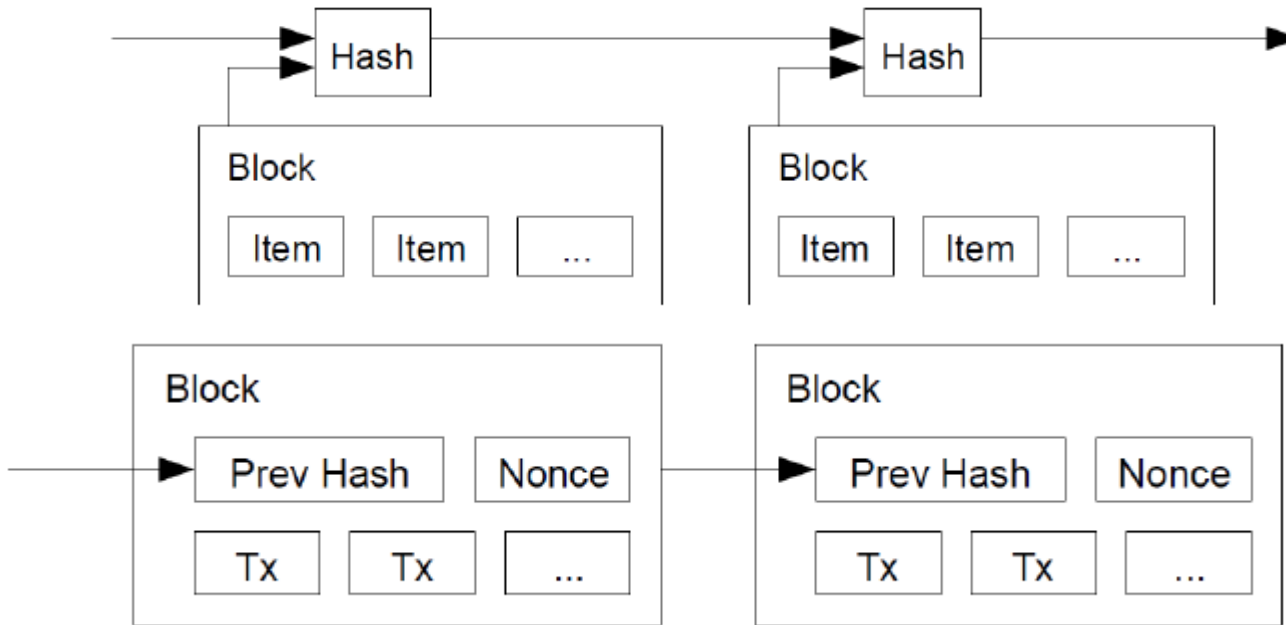 Hash Hash
Block Block
Item Item ... Item Item ...
Block Block
Prev Hash Nonce Prev Hash Nonce
Tx Tx ... Tx Tx ...